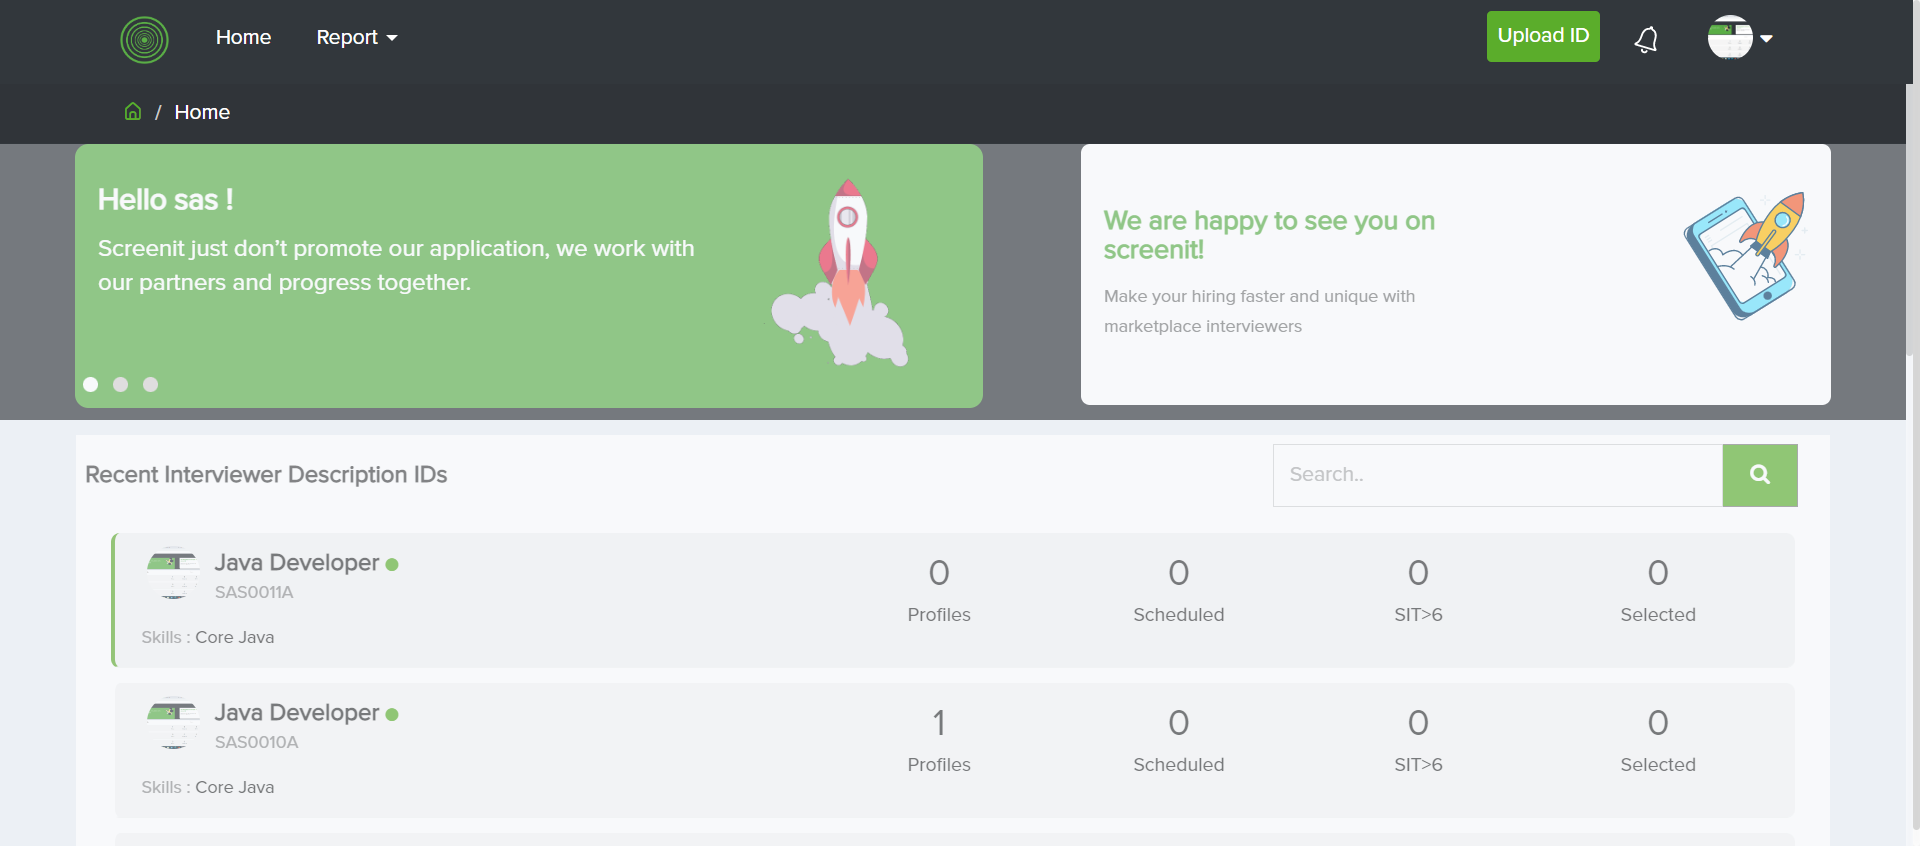 Home
Report
Upload ID
/ Home
Hello sas !
Screenit just don’t promote our application, we work with
our partners and progress together.
We are happy to see you on
screenit!
Make your hiring faster and unique with
marketplace interviewers
Recent Interviewer Description IDs
Search..
Java Developer
SAS0011A
Skills : Core Java
0
Profiles
0
Scheduled
0
SIT>6
0
Selected
Java Developer
SAS0010A
Skills : Core Java
1
Profiles
0
Scheduled
0
SIT>6
0
Selected